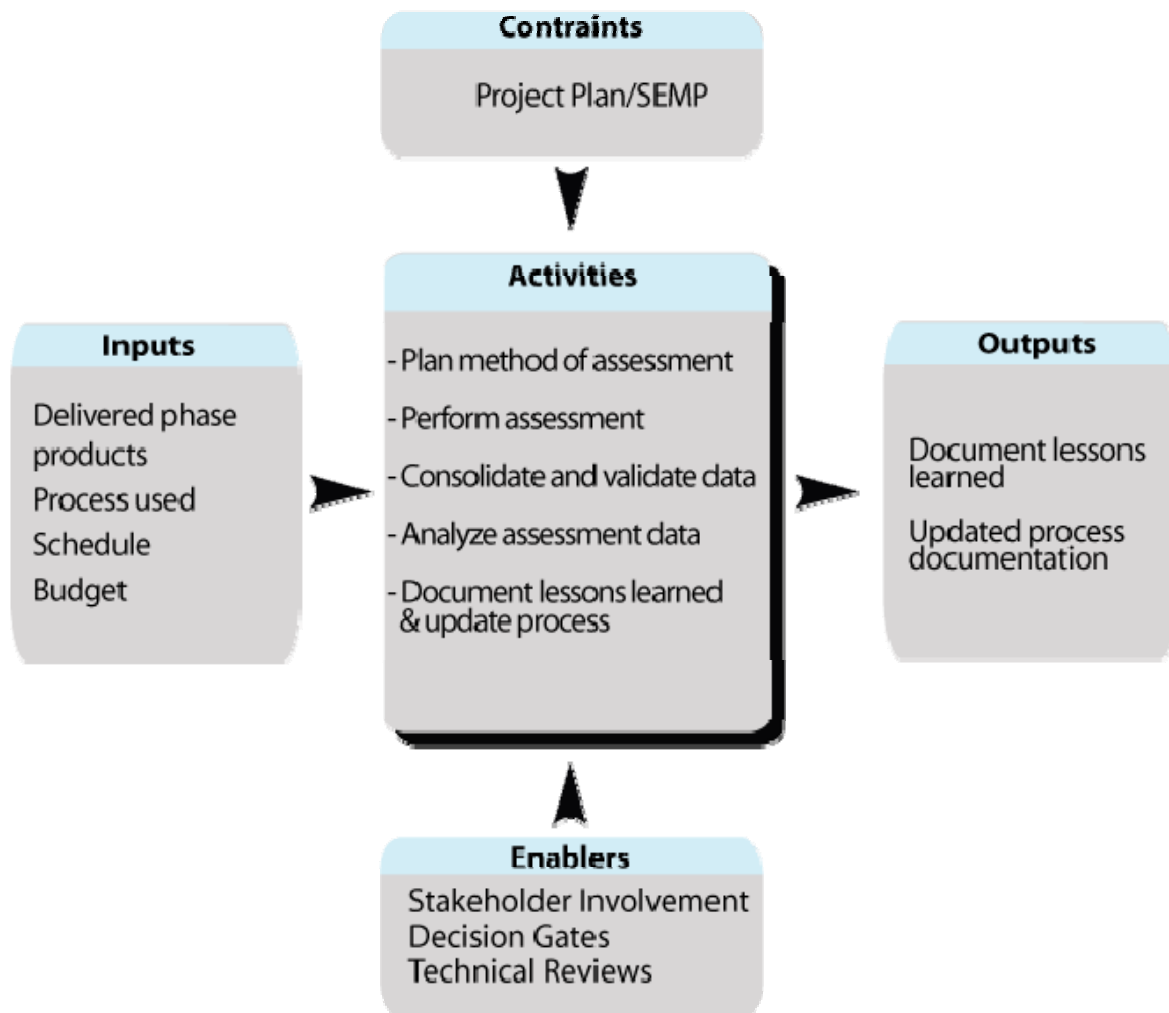 Contraints
Project Plan/SEMP
Activities
- Plan method of assessment
- Perform assessment
- Consolidate and validate data
- Analyze assessment data
- Document lessons learned
& update process
Inputs
Delivered phase
products
Process used
Schedule
Budget
Outputs
Document lessons
learned
Updated process
documentation
Enablers
Stakeholder Involvement
Decision Gates
Technical Reviews